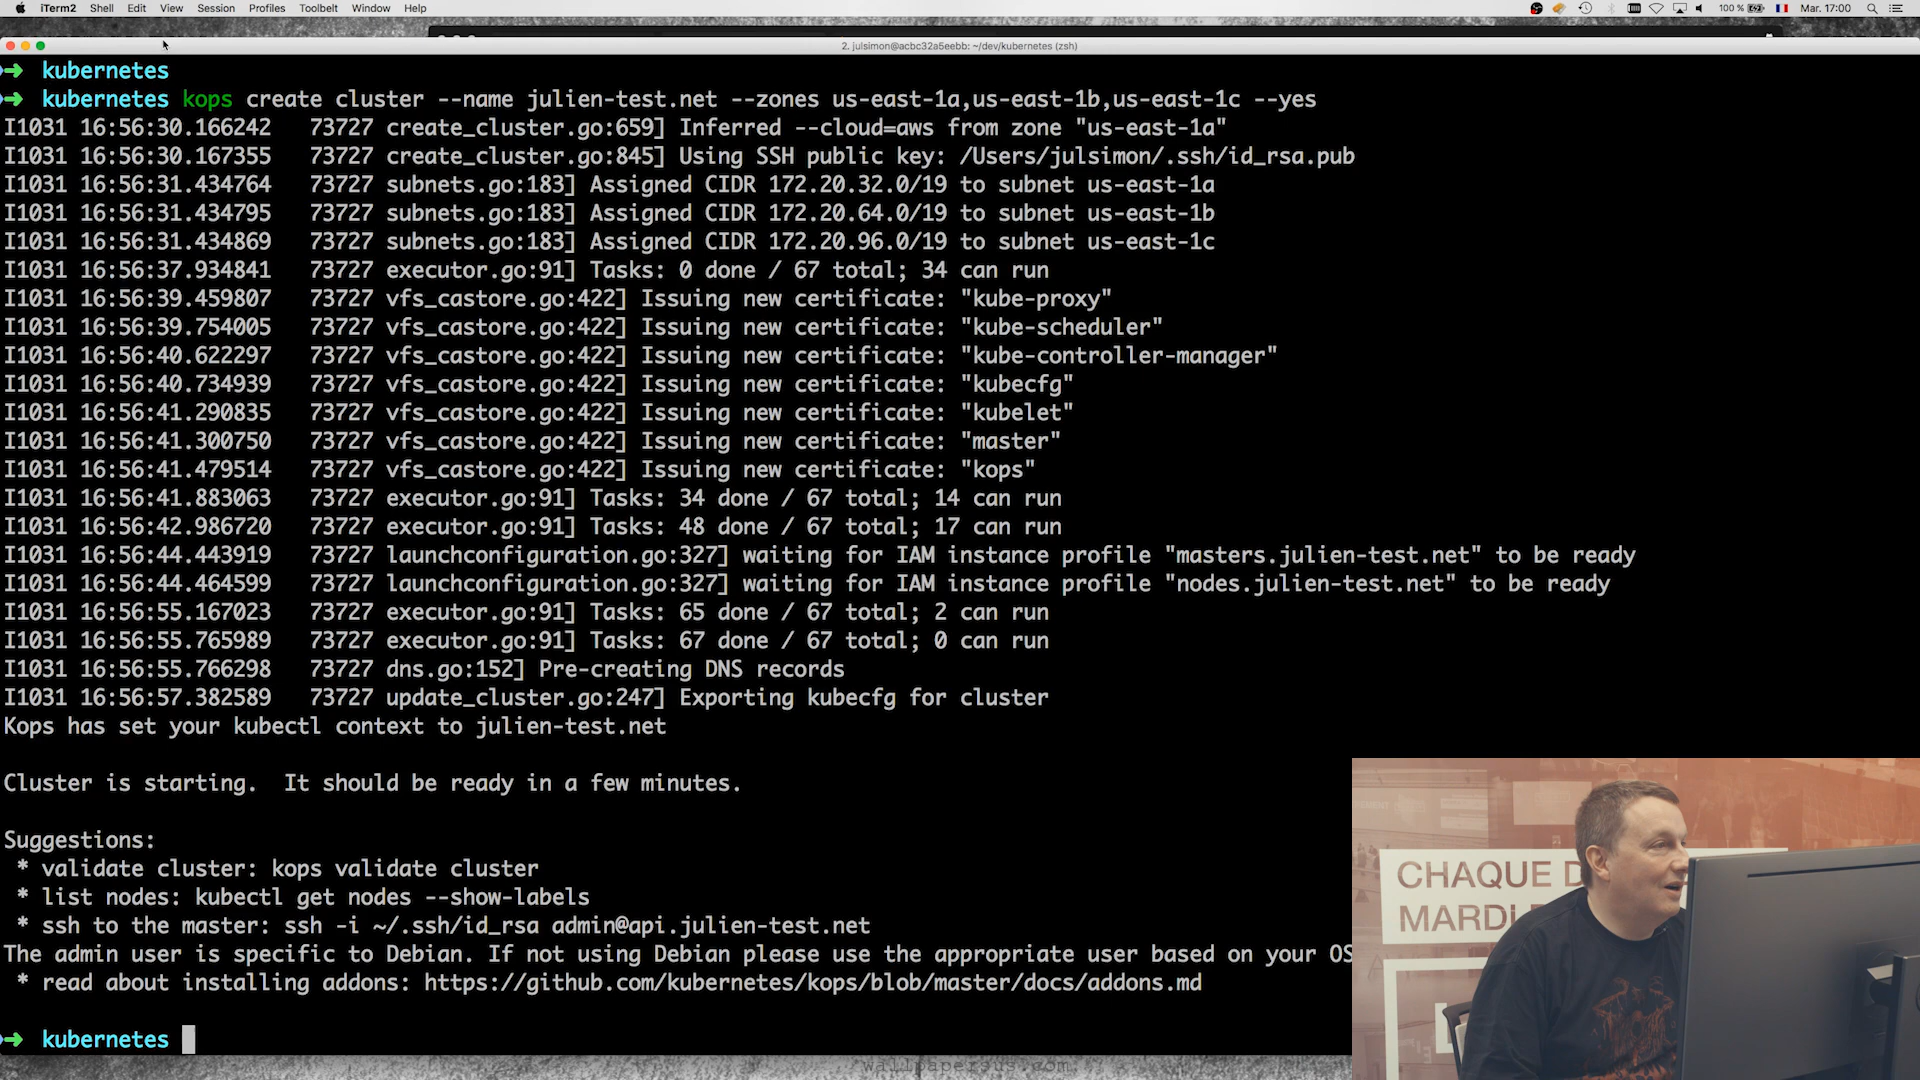 iTerm2 Shell Edit View Session Profiles Toolbelt Window Help 100 % Mar. 17:00
2. julsimon@acbc32a5eebb: ~/dev/kubernetes (zsh)
➜ kubernetes
➜ kubernetes kops create cluster --name julien-test.net --zones us-east-1a,us-east-1b,us-east-1c --yes
I1031 16:56:30.166242 73727 create_cluster.go:659] Inferred --cloud=aws from zone "us-east-1a"
I1031 16:56:30.167355 73727 create_cluster.go:845] Using SSH public key: /Users/julsimon/.ssh/id_rsa.pub
I1031 16:56:31.434764 73727 subnets.go:183] Assigned CIDR 172.20.32.0/19 to subnet us-east-1a
I1031 16:56:31.434795 73727 subnets.go:183] Assigned CIDR 172.20.64.0/19 to subnet us-east-1b
I1031 16:56:31.434869 73727 subnets.go:183] Assigned CIDR 172.20.96.0/19 to subnet us-east-1c
I1031 16:56:37.934841 73727 executor.go:91] Tasks: 0 done / 67 total; 34 can run
I1031 16:56:39.459807 73727 vfs_castore.go:422] Issuing new certificate: "kube-proxy"
I1031 16:56:39.754005 73727 vfs_castore.go:422] Issuing new certificate: "kube-scheduler"
I1031 16:56:40.622297 73727 vfs_castore.go:422] Issuing new certificate: "kube-controller-manager"
I1031 16:56:40.734939 73727 vfs_castore.go:422] Issuing new certificate: "kubecfg"
I1031 16:56:41.290835 73727 vfs_castore.go:422] Issuing new certificate: "kubelet"
I1031 16:56:41.300750 73727 vfs_castore.go:422] Issuing new certificate: "master"
I1031 16:56:41.479514 73727 vfs_castore.go:422] Issuing new certificate: "kops"
I1031 16:56:41.883063 73727 executor.go:91] Tasks: 34 done / 67 total; 14 can run
I1031 16:56:42.986720 73727 executor.go:91] Tasks: 48 done / 67 total; 17 can run
I1031 16:56:44.443919 73727 launchconfiguration.go:327] waiting for IAM instance profile "masters.julien-test.net" to be ready
I1031 16:56:44.464599 73727 launchconfiguration.go:327] waiting for IAM instance profile "nodes.julien-test.net" to be ready
I1031 16:56:55.167023 73727 executor.go:91] Tasks: 65 done / 67 total; 2 can run
I1031 16:56:55.765989 73727 executor.go:91] Tasks: 67 done / 67 total; 0 can run
I1031 16:56:55.766298 73727 dns.go:152] Pre-creating DNS records
I1031 16:56:57.382589 73727 update_cluster.go:247] Exporting kubecfg for cluster
Kops has set your kubectl context to julien-test.net
Cluster is starting. It should be ready in a few minutes.
Suggestions:
* validate cluster: kops validate cluster
* list nodes: kubectl get nodes --show-labels
* ssh to the master: ssh -i ~/.ssh/id_rsa admin@api.julien-test.net
The admin user is specific to Debian. If not using Debian please use the appropriate user based on your OS
* read about installing addons: https://github.com/kubernetes/kops/blob/master/docs/addons.md
➜ kubernetes
CHAQUE D
MARDI
wallpapersus.com